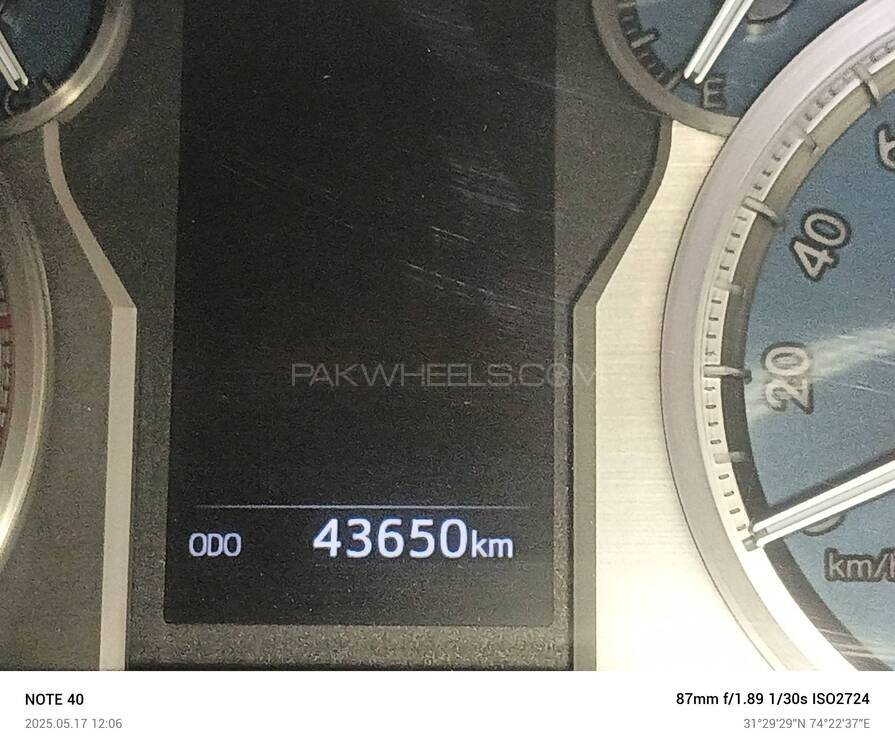 40
20
km/h
PAKWHEELS.COM
ODO 43650km
NOTE 40
2025.05.17 12:06
87mm f/1.89 1/30s ISO2724
31°29'29"N 74°22'37"E